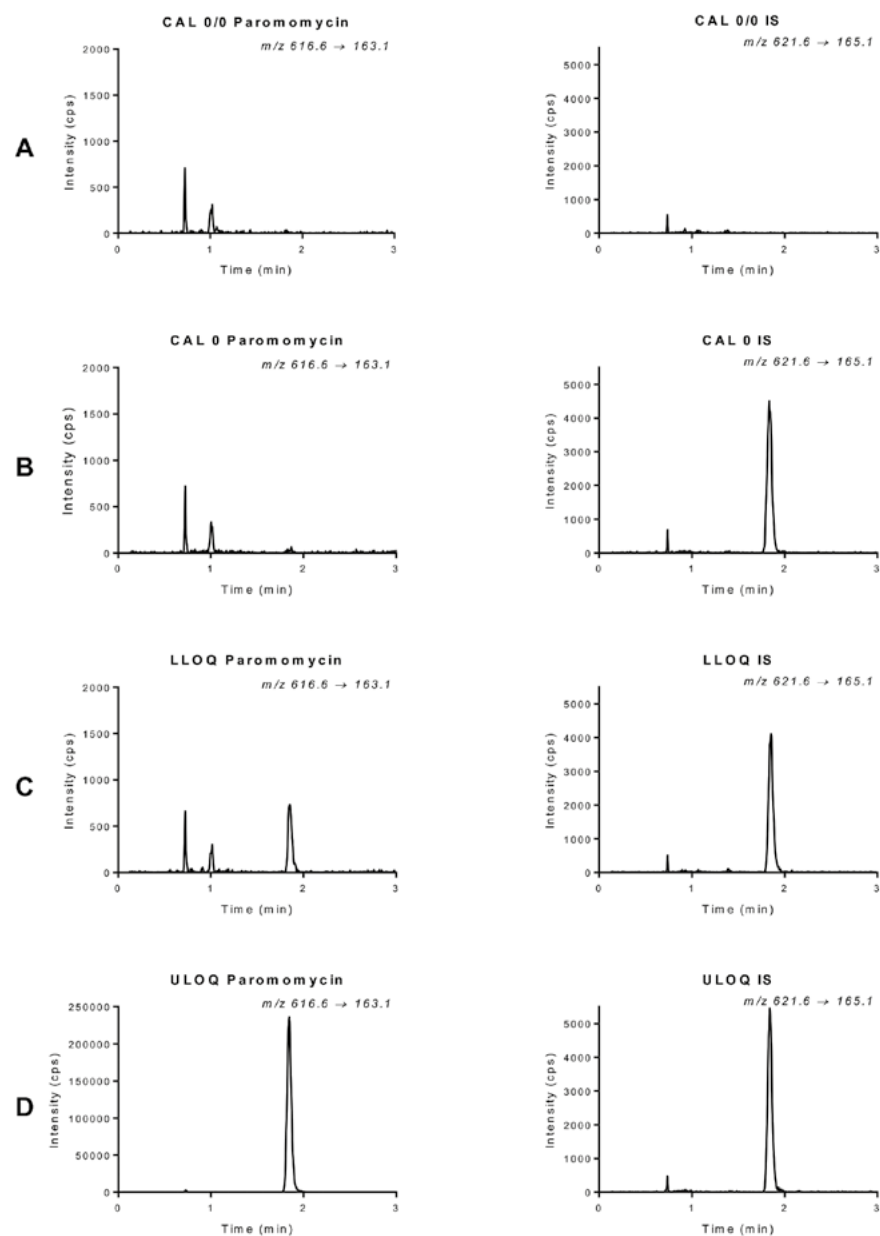 CAL 0/0 Paromomycin
m/z 616.6 → 163.1
2000
1500
1000
500
0
Intensity (cps)
0 1 2 3
Time (min)
CAL 0/0 IS
m/z 621.6 → 165.1
5000
4000
3000
2000
1000
0
Intensity (cps)
0 1 2 3
Time (min)
A
CAL 0 Paromomycin
m/z 616.6 → 163.1
2000
1500
1000
500
0
Intensity (cps)
0 1 2 3
Time (min)
CAL 0 IS
m/z 621.6 → 165.1
5000
4000
3000
2000
1000
0
Intensity (cps)
0 1 2 3
Time (min)
B
LLOQ Paromomycin
m/z 616.6 → 163.1
2000
1500
1000
500
0
Intensity (cps)
0 1 2 3
Time (min)
LLOQ IS
m/z 621.6 → 165.1
5000
4000
3000
2000
1000
0
Intensity (cps)
0 1 2 3
Time (min)
C
ULOQ Paromomycin
m/z 616.6 → 163.1
250000
200000
150000
100000
50000
0
Intensity (cps)
0 1 2 3
Time (min)
ULOQ IS
m/z 621.6 → 165.1
5000
4000
3000
2000
1000
0
Intensity (cps)
0 1 2 3
Time (min)
D